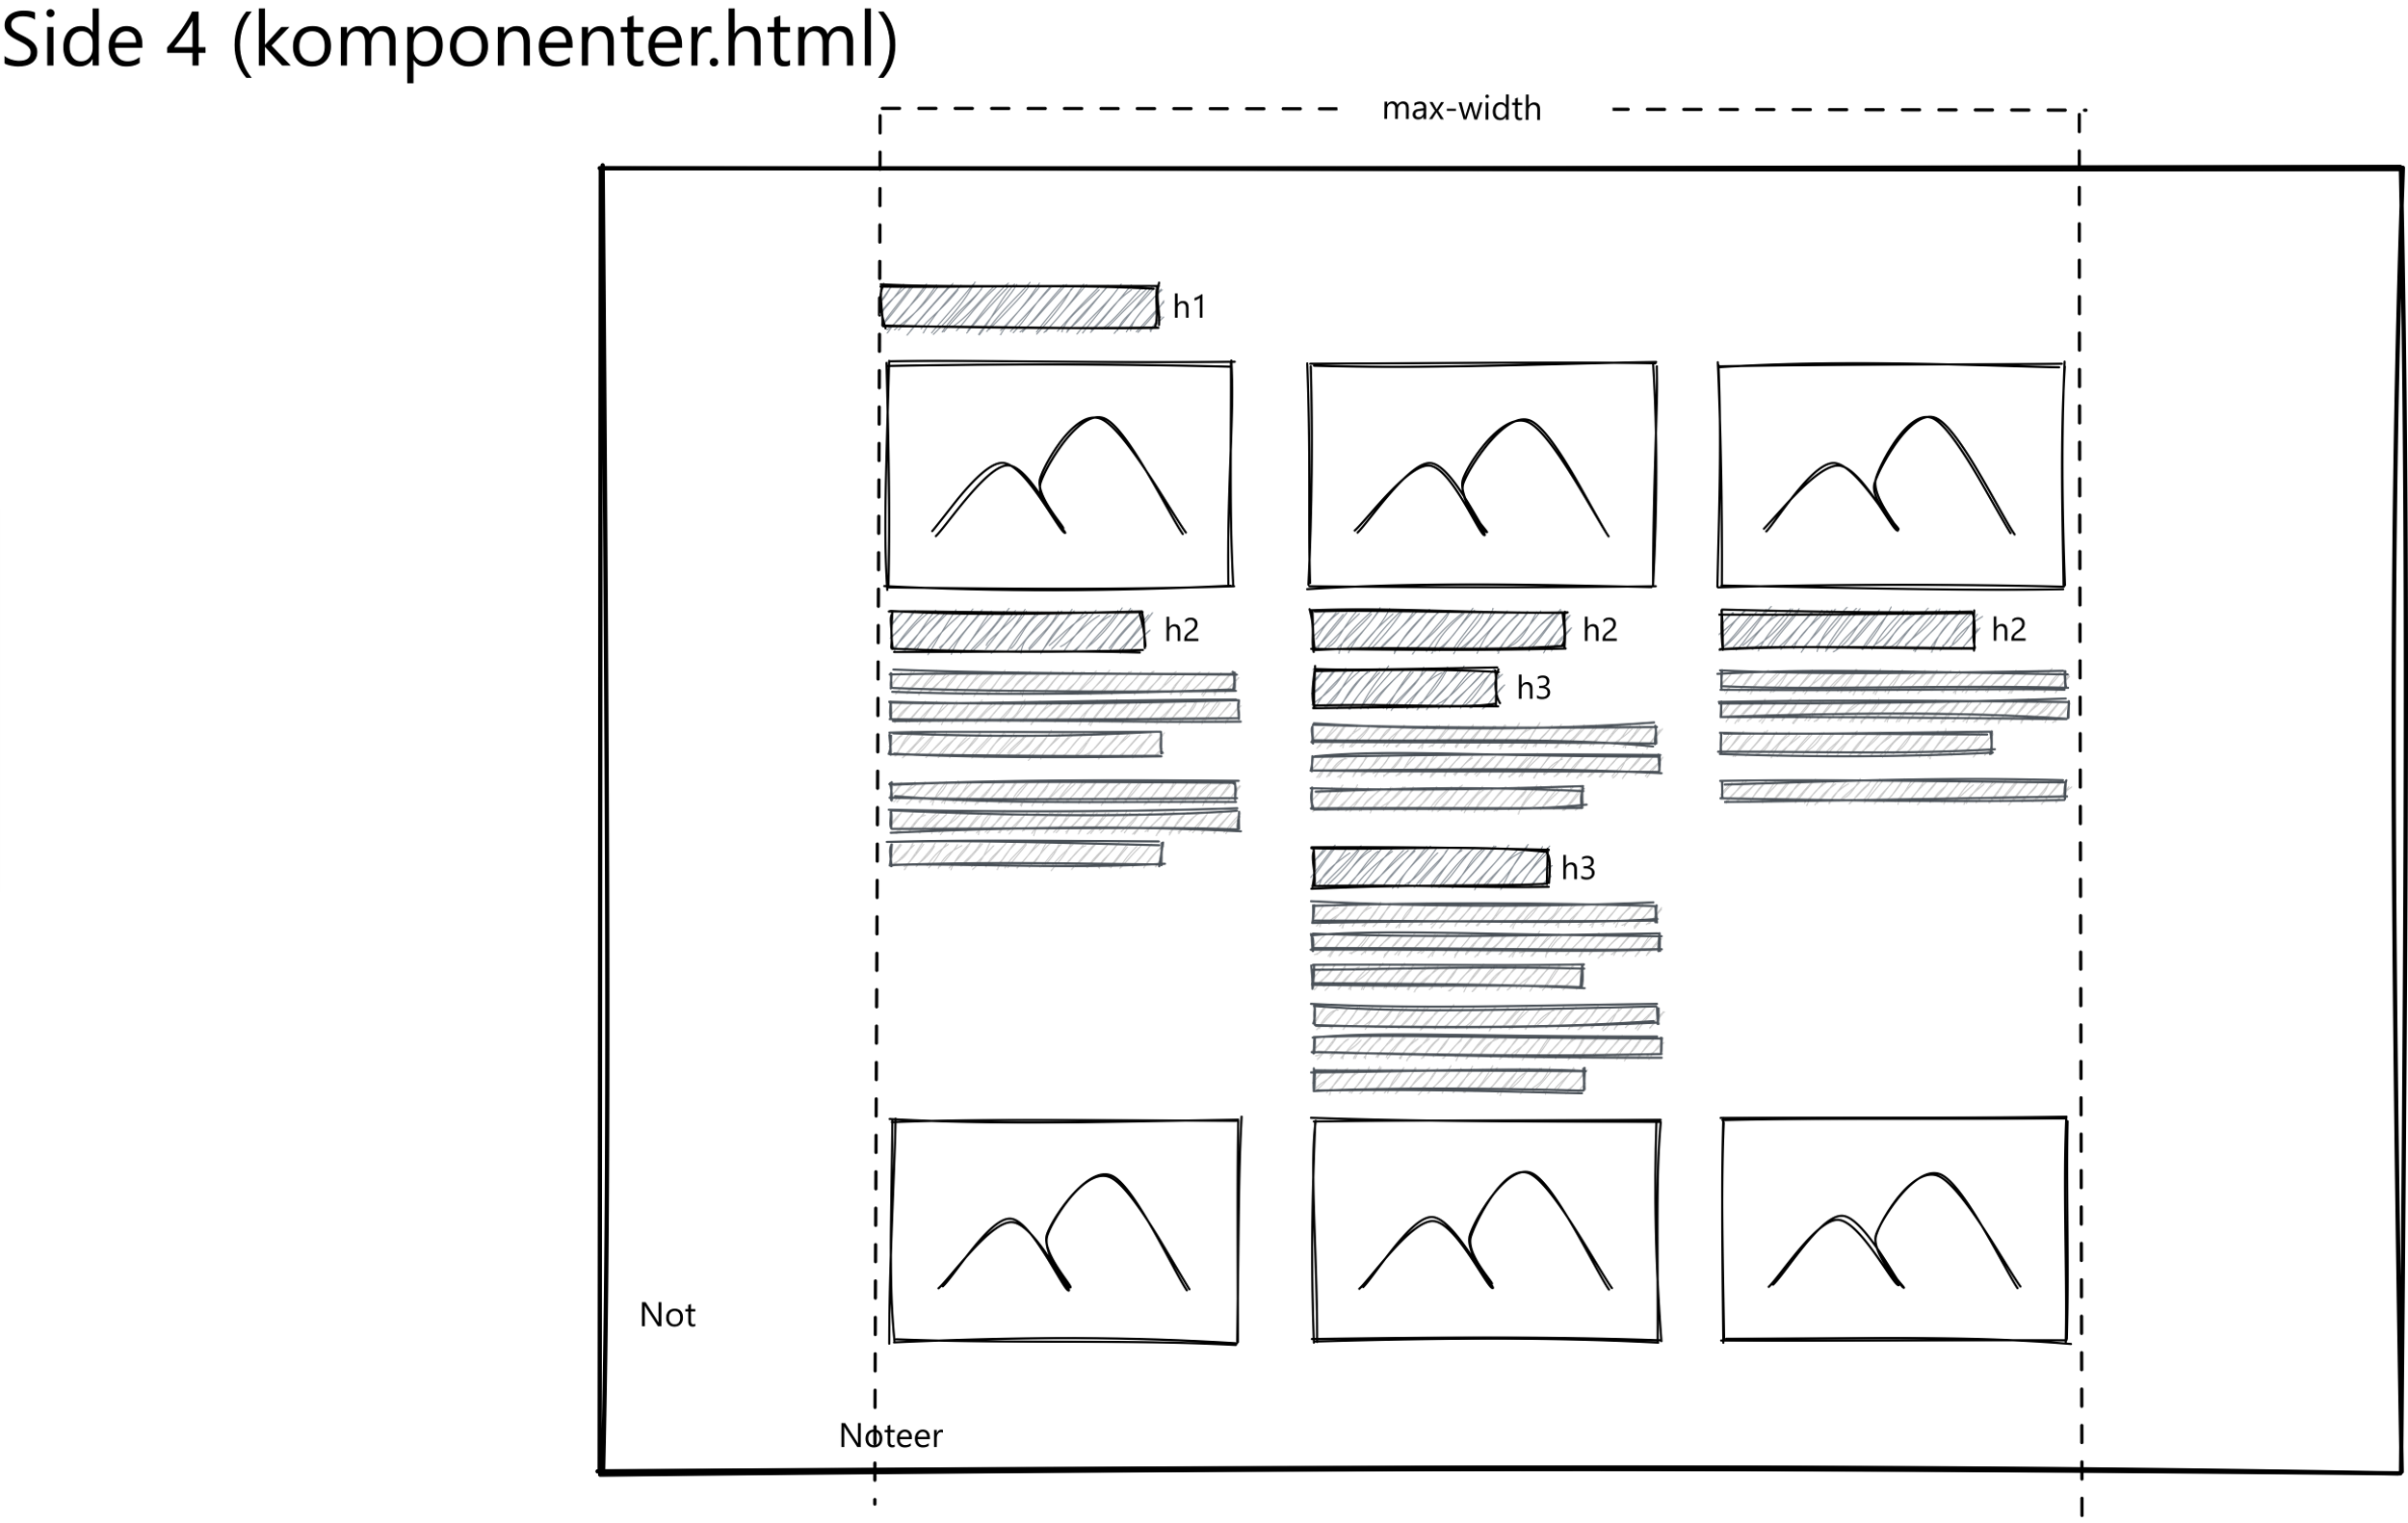 Side 4 (komponenter.html)
max-width
h1
h2
h2
h2
h3
h3
Not
Noteer